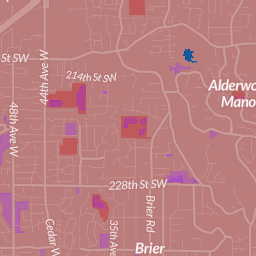 St SW
44th Ave W
214th St SW
Alderwo
Mano
48th Ave W
228th St SW
Brier Rd
35th Ave
Cedar W
Brier